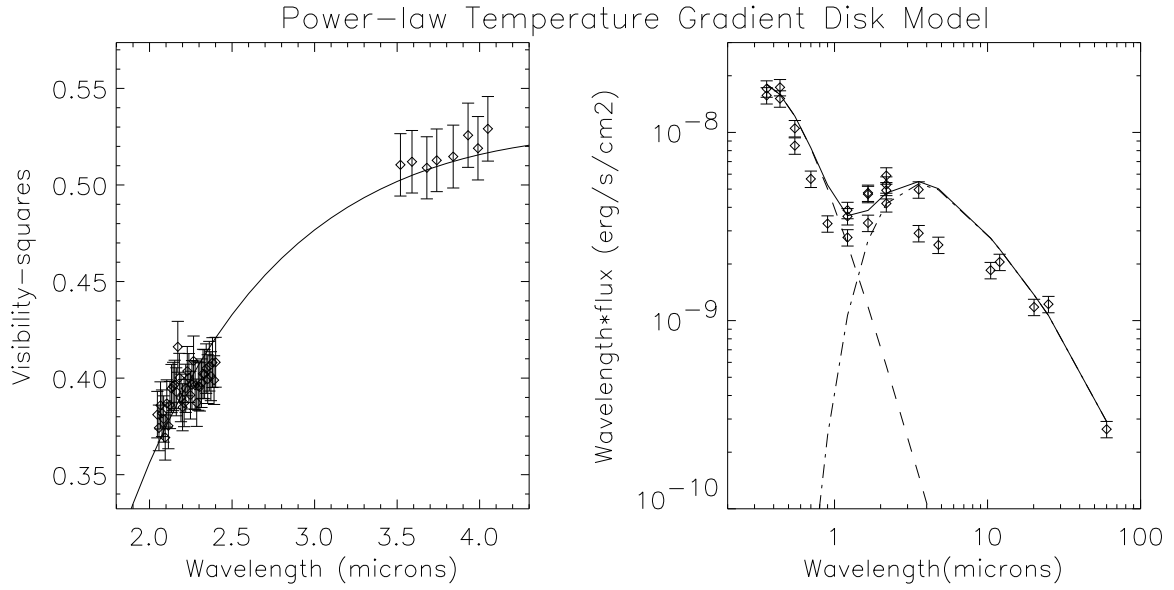 Power-law Temperature Gradient Disk Model
Visibility-squares
0.55
0.50
0.45
0.40
0.35
2.0 2.5 3.0 3.5 4.0
Wavelength (microns)
Wavelength*flux (erg/s/cm2)
10-8
10-9
10-10
1 10 100
Wavelength(microns)